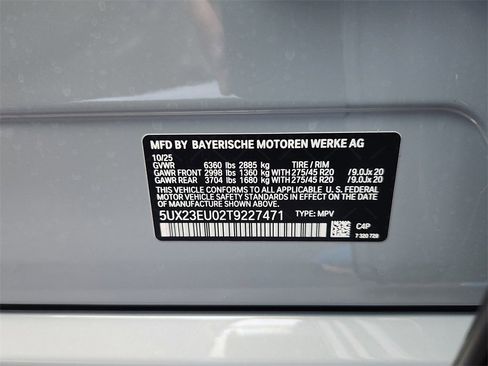 MFD BY BAYERISCHE MOTOREN WERKE AG
10/25
GVWR 6360 lbs 2885 kg TIRE / RIM
GAWR FRONT 2998 lbs 1360 kg WITH 275/45 R20 / 9.0Jx 20
GAWR REAR 3704 lbs 1680 kg WITH 275/45 R20 / 9.0Jx 20
THIS VEHICLE CONFORMS TO ALL APPLICABLE U. S. FEDERAL
MOTOR VEHICLE SAFETY STANDARDS IN EFFECT ON THE
DATE OF MANUFACTURE SHOWN ABOVE.
5UX23EU02T9227471 TYPE: MPV
C4P
7 320 729